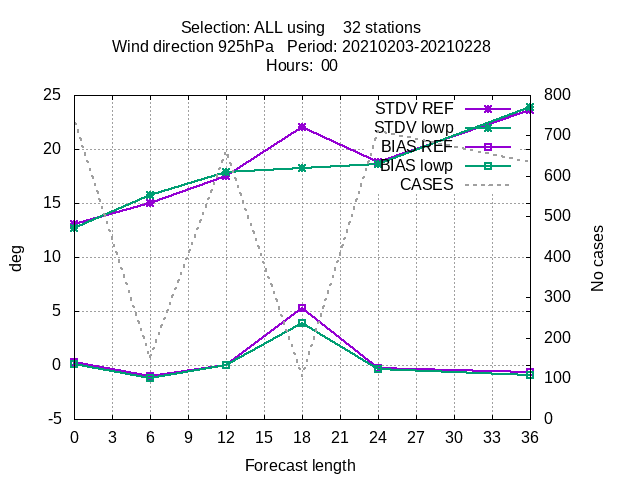 Selection: ALL using    32 stations
Wind direction 925hPa   Period: 20210203-20210228
Hours:  00
25
20
15
10
5
0
-5
deg
STDV REF
STDV lowp
BIAS REF
BIAS lowp
CASES
800
700
600
500
400
300
200
100
0
No cases
0 3 6 9 12 15 18 21 24 27 30 33 36
Forecast length